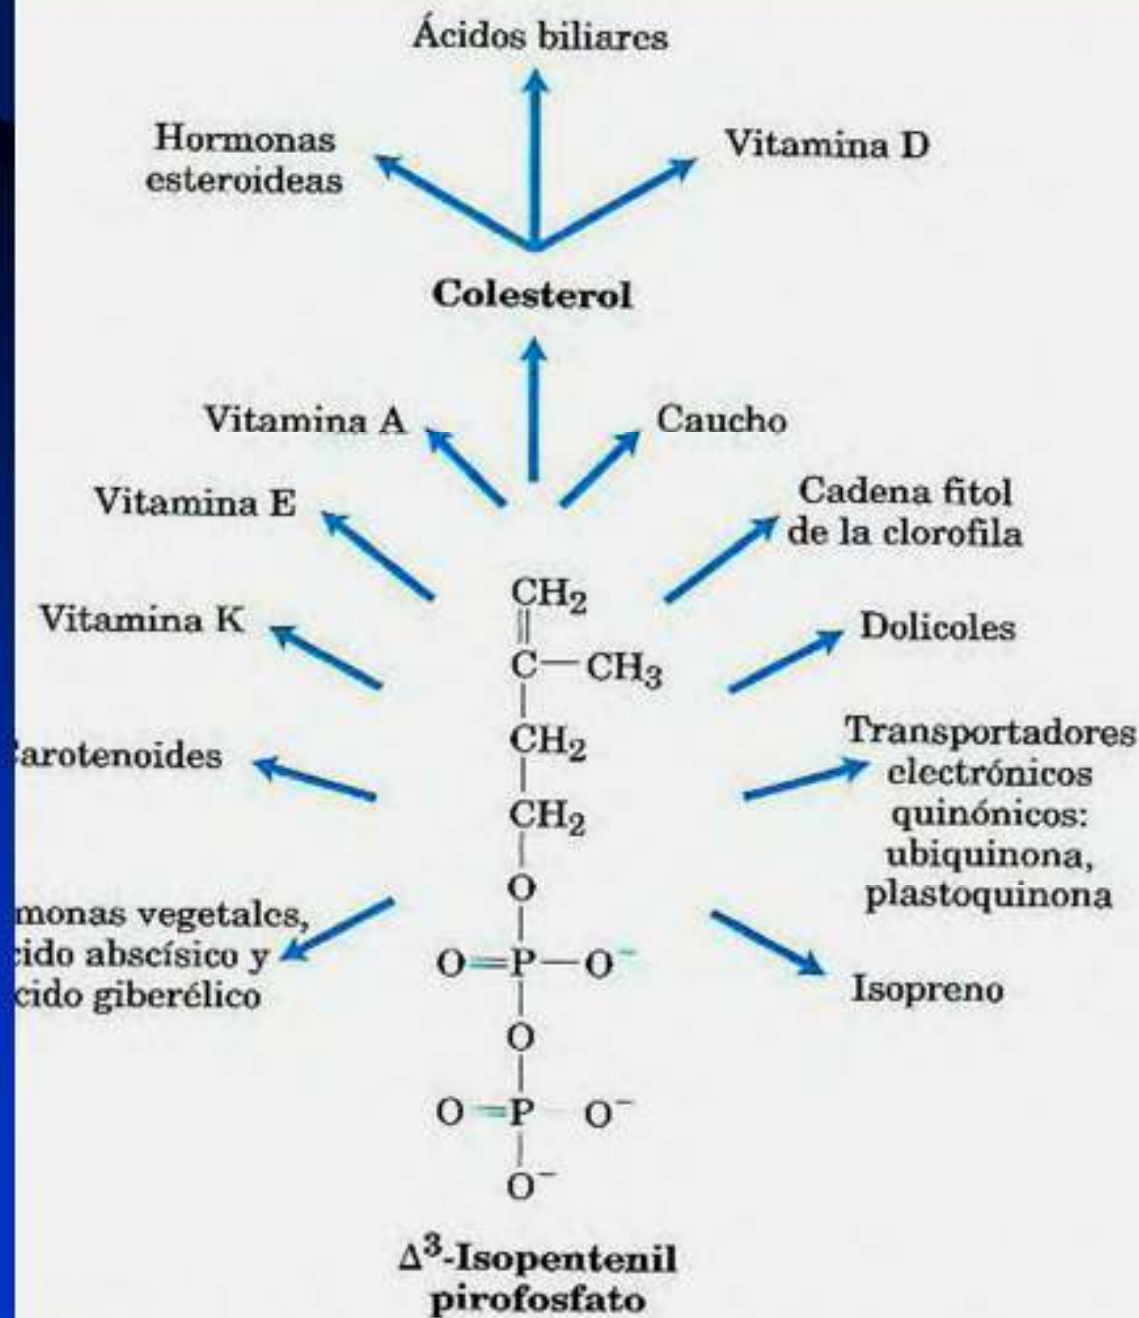 Ácidos biliares
Hormonas
esteroideas
Vitamina D
Colesterol
Vitamina A
Caucho
Vitamina E
Cadena fitol
de la clorofila
Vitamina K
Dolicoles
arotenoides
Transportadores
electrónicos
quinónicos:
ubiquinona,
plastoquinona
monas vegetales,
cido abscísico y
cido giberélico
Isopreno
CH2
C—CH3
CH2
CH2
O
O=P—O⁻
O
O=P O⁻
O⁻
Δ³-Isopentenil
pirofosfato